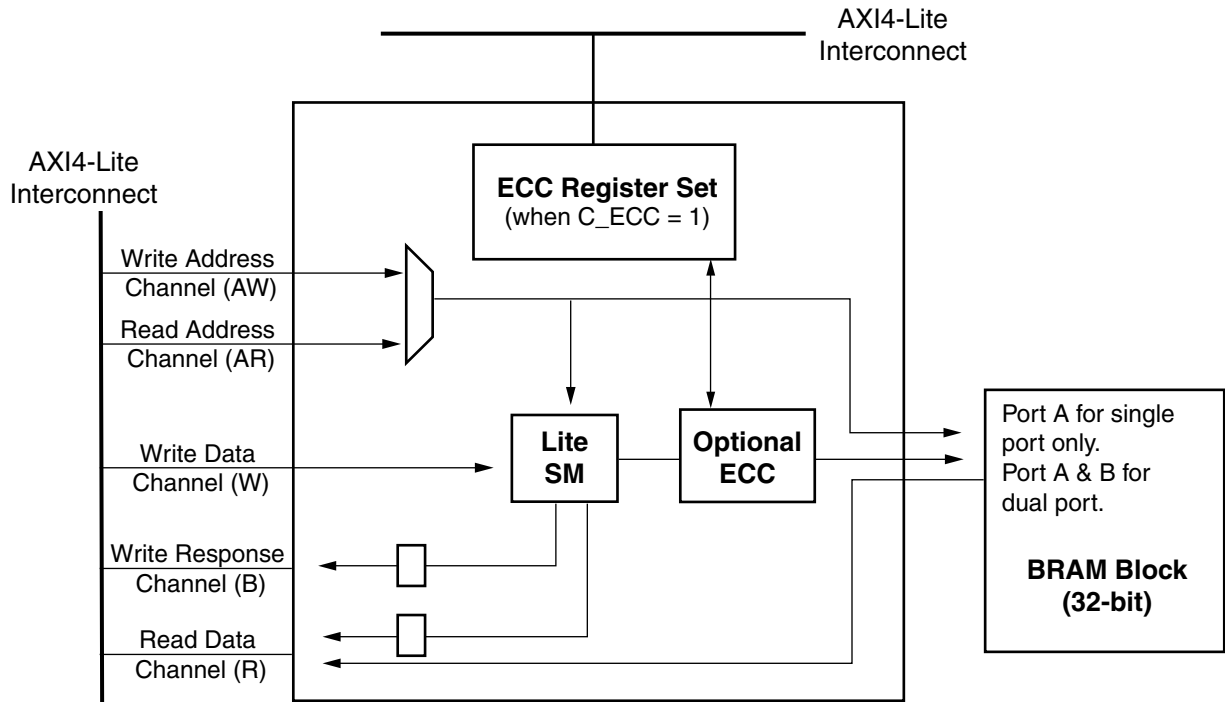 AXI4-Lite
Interconnect
AXI4-Lite
Interconnect
ECC Register Set
(when C_ECC = 1)
Write Address
Channel (AW)
Read Address
Channel (AR)
Write Data
Channel (W)
Write Response
Channel (B)
Read Data
Channel (R)
Lite
SM
Optional
ECC
Port A for single
port only.
Port A & B for
dual port.
BRAM Block
(32-bit)